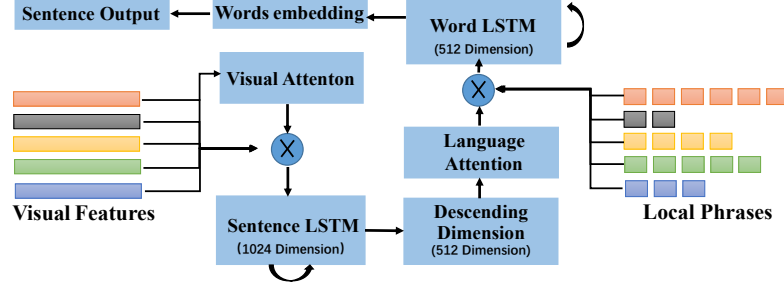 Sentence Output
Words embedding
Word LSTM
(512 Dimension)
Visual Attenton
X
X
Language
Attention
Visual Features
Sentence LSTM
(1024 Dimension)
Descending
Dimension
(512 Dimension)
Local Phrases